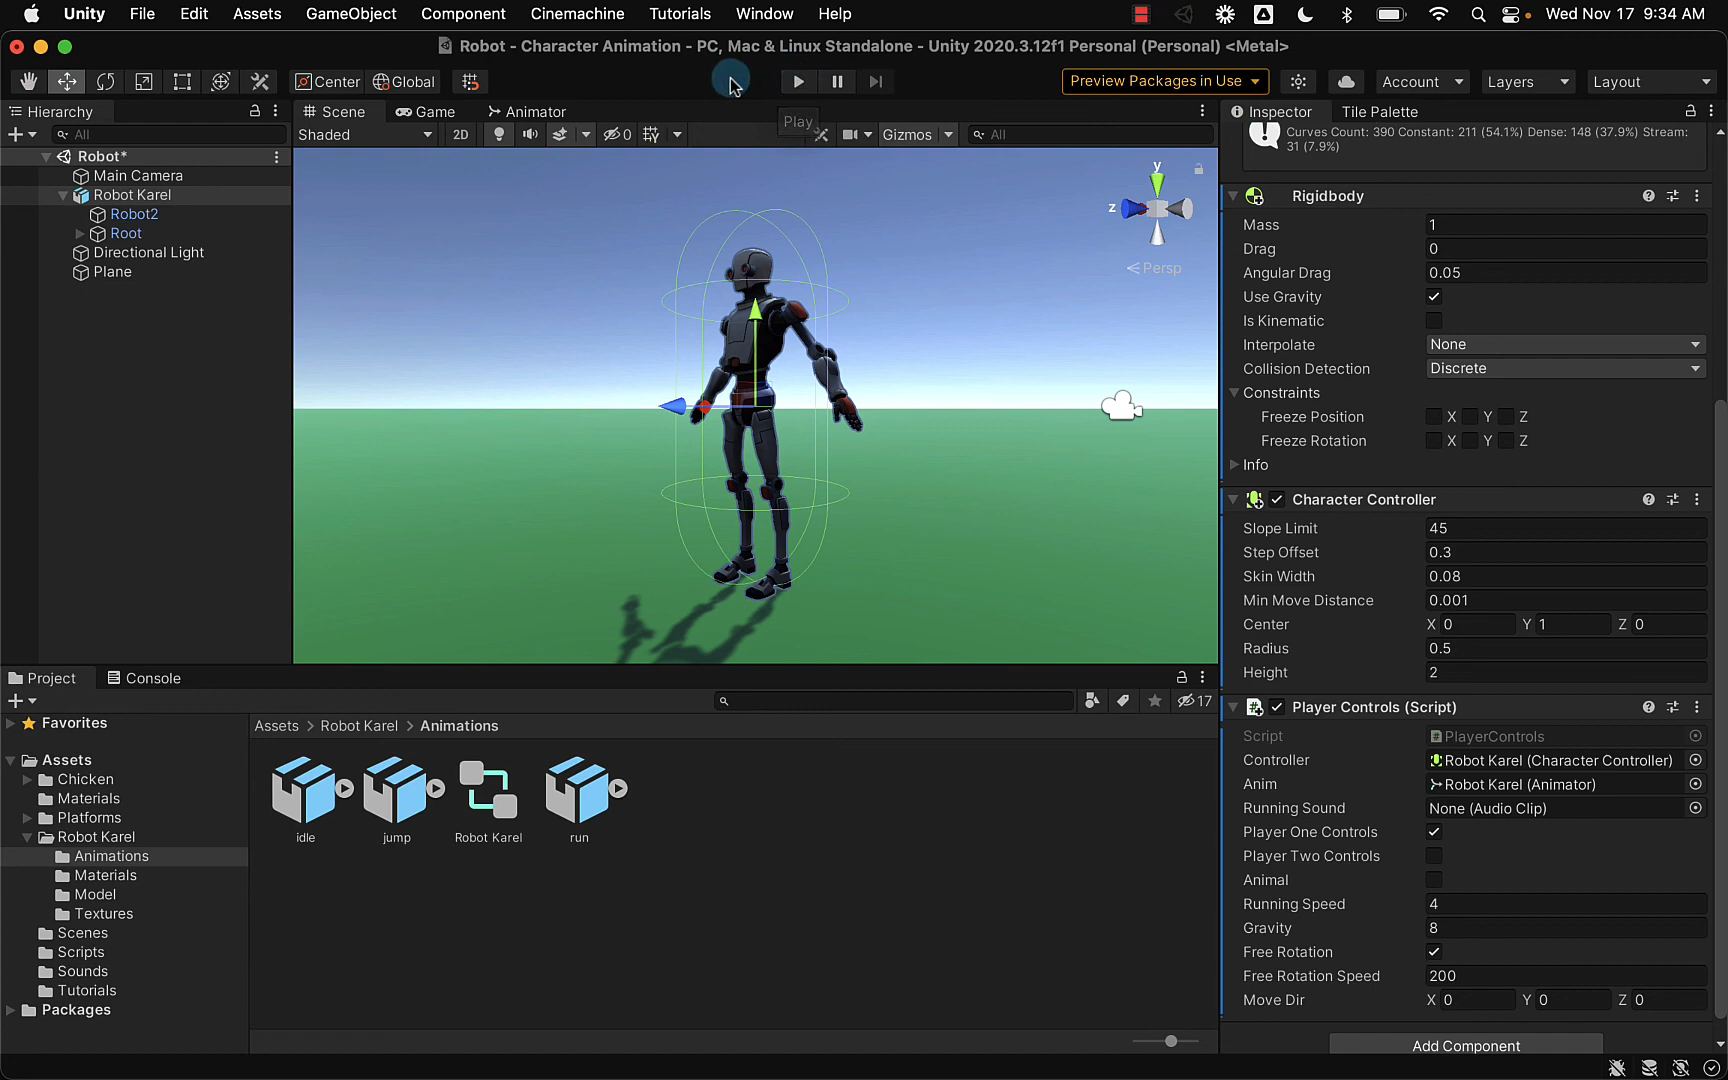 Unity File Edit Assets GameObject Component Cinemachine Tutorials Window Help Wed Nov 17 9:34 AM
Robot - Character Animation - PC, Mac & Linux Standalone - Unity 2020.3.12f1 Personal (Personal) <Metal>
Center Global Preview Packages in Use Account Layers Layout
Hierarchy
All
Robot*
Main Camera
Robot Karel
Robot2
Root
Directional Light
Plane
Scene Game Animator
Shaded 2D 0 Gizmos All
Play
y
z
Persp
Project Console
17
Favorites
Assets
Chicken
Materials
Platforms
Robot Karel
Animations
Materials
Model
Textures
Scenes
Scripts
Sounds
Tutorials
Packages
Assets > Robot Karel > Animations
idle jump Robot Karel run
Inspector Tile Palette
Curves Count: 390 Constant: 211 (54.1%) Dense: 148 (37.9%) Stream:
31 (7.9%)
Rigidbody
Mass 1
Drag 0
Angular Drag 0.05
Use Gravity
Is Kinematic
Interpolate None
Collision Detection Discrete
Constraints
Freeze Position X Y Z
Freeze Rotation X Y Z
Info
Character Controller
Slope Limit 45
Step Offset 0.3
Skin Width 0.08
Min Move Distance 0.001
Center X 0 Y 1 Z 0
Radius 0.5
Height 2
Player Controls (Script)
Script PlayerControls
Controller Robot Karel (Character Controller)
Anim Robot Karel (Animator)
Running Sound None (Audio Clip)
Player One Controls
Player Two Controls
Animal
Running Speed 4
Gravity 8
Free Rotation
Free Rotation Speed 200
Move Dir X 0 Y 0 Z 0
Add Component